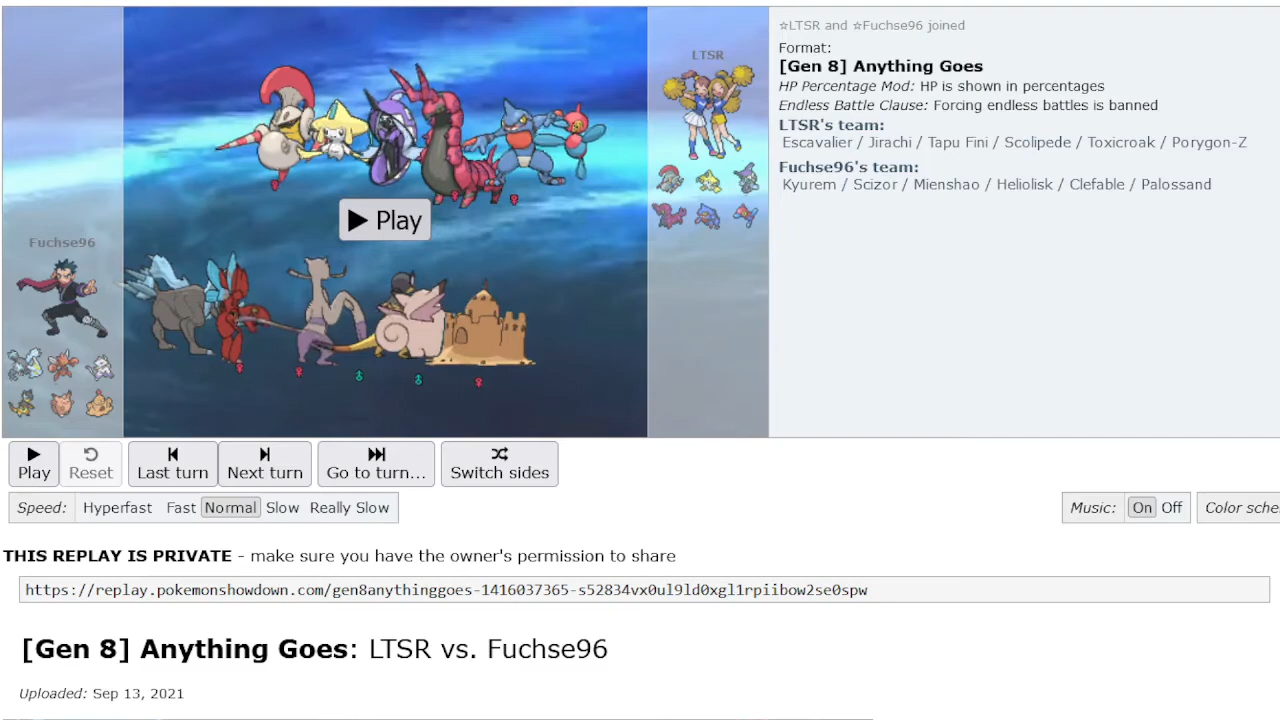 LTSR
Fuchse96
▶ Play
☆LTSR and ☆Fuchse96 joined
Format:
[Gen 8] Anything Goes
HP Percentage Mod: HP is shown in percentages
Endless Battle Clause: Forcing endless battles is banned
LTSR's team:
Escavalier / Jirachi / Tapu Fini / Scolipede / Toxicroak / Porygon-Z
Fuchse96's team:
Kyurem / Scizor / Mienshao / Heliolisk / Clefable / Palossand
Play Reset Last turn Next turn Go to turn... Switch sides
Speed: Hyperfast Fast Normal Slow Really Slow
Music: On Off Color sche
THIS REPLAY IS PRIVATE - make sure you have the owner's permission to share
https://replay.pokemonshowdown.com/gen8anythinggoes-1416037365-s52834vx0ul9ld0xgl1rpiibow2se0spw
[Gen 8] Anything Goes: LTSR vs. Fuchse96
Uploaded: Sep 13, 2021